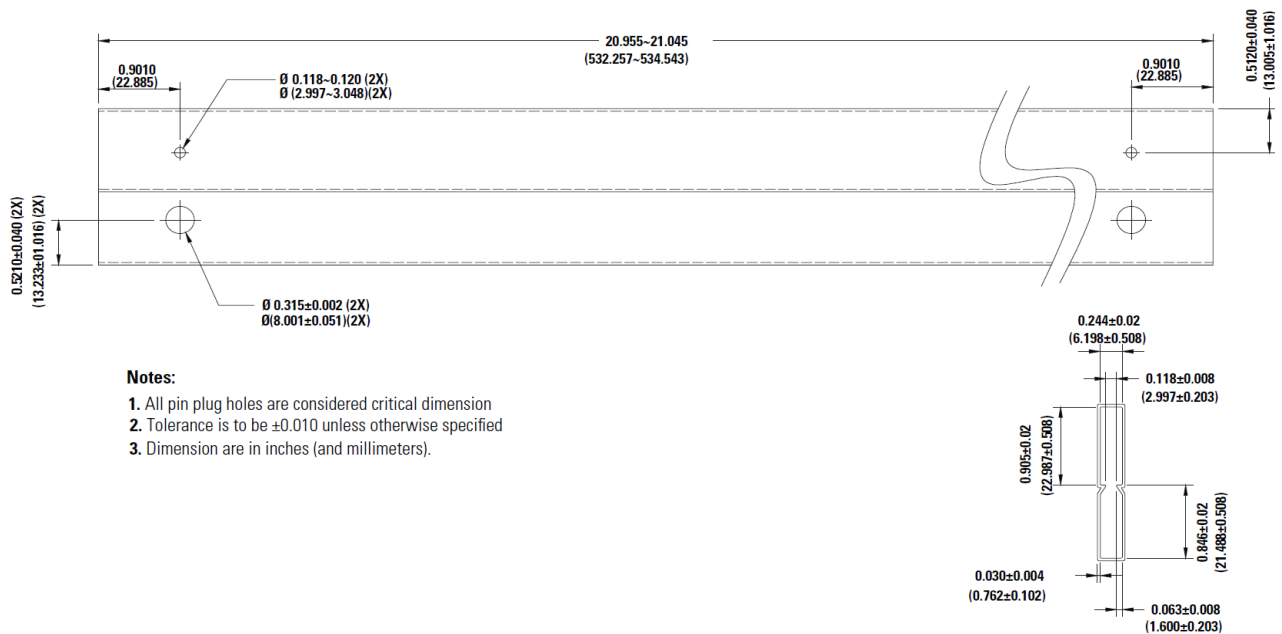 20.955~21.045
(532.257~534.543)
0.9010
(22.885)
Ø 0.118~0.120 (2X)
Ø (2.997~3.048)(2X)
0.9010
(22.885)
0.5120±0.040
(13.005±1.016)
0.5210±0.040 (2X)
(13.233±01.016) (2X)
Ø 0.315±0.002 (2X)
Ø(8.001±0.051)(2X)
Notes:
1. All pin plug holes are considered critical dimension
2. Tolerance is to be ±0.010 unless otherwise specified
3. Dimension are in inches (and millimeters).
0.244±0.02
(6.198±0.508)
0.118±0.008
(2.997±0.203)
0.905±0.02
(22.987±0.508)
0.846±0.02
(21.488±0.508)
0.030±0.004
(0.762±0.102)
0.063±0.008
(1.600±0.203)